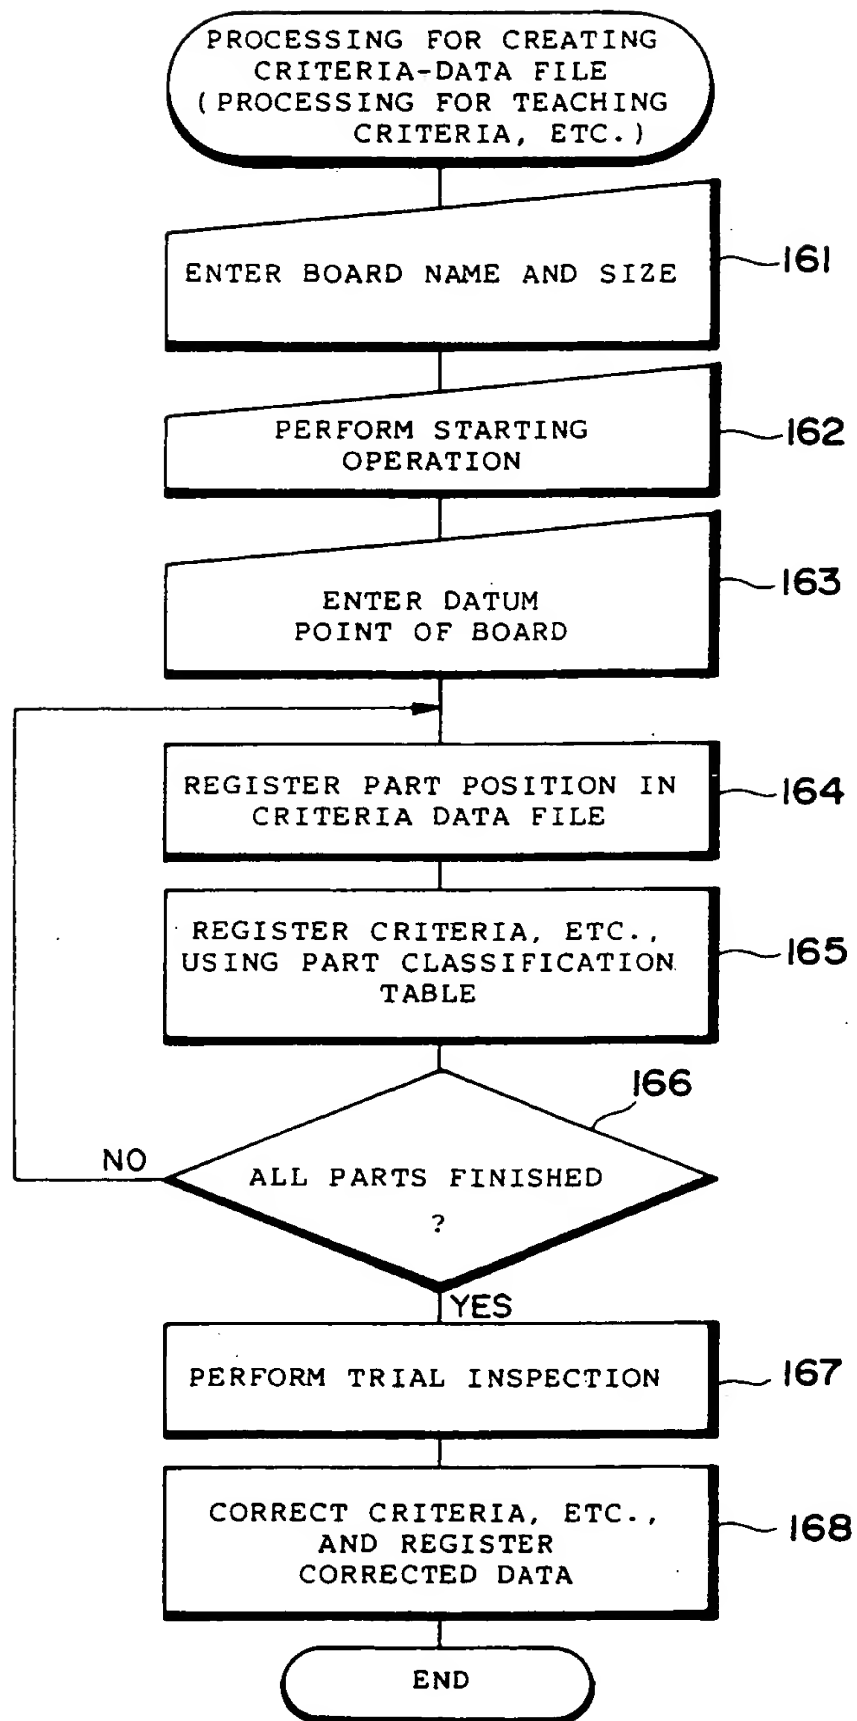 PROCESSING FOR CREATING
CRITERIA-DATA FILE
(PROCESSING FOR TEACHING
CRITERIA, ETC.)
ENTER BOARD NAME AND SIZE
161
PERFORM STARTING
OPERATION
162
ENTER DATUM
POINT OF BOARD
163
REGISTER PART POSITION IN
CRITERIA DATA FILE
164
REGISTER CRITERIA, ETC.,
USING PART CLASSIFICATION
TABLE
165
166
NO
ALL PARTS FINISHED
?
YES
PERFORM TRIAL INSPECTION
167
CORRECT CRITERIA, ETC.,
AND REGISTER
CORRECTED DATA
168
END